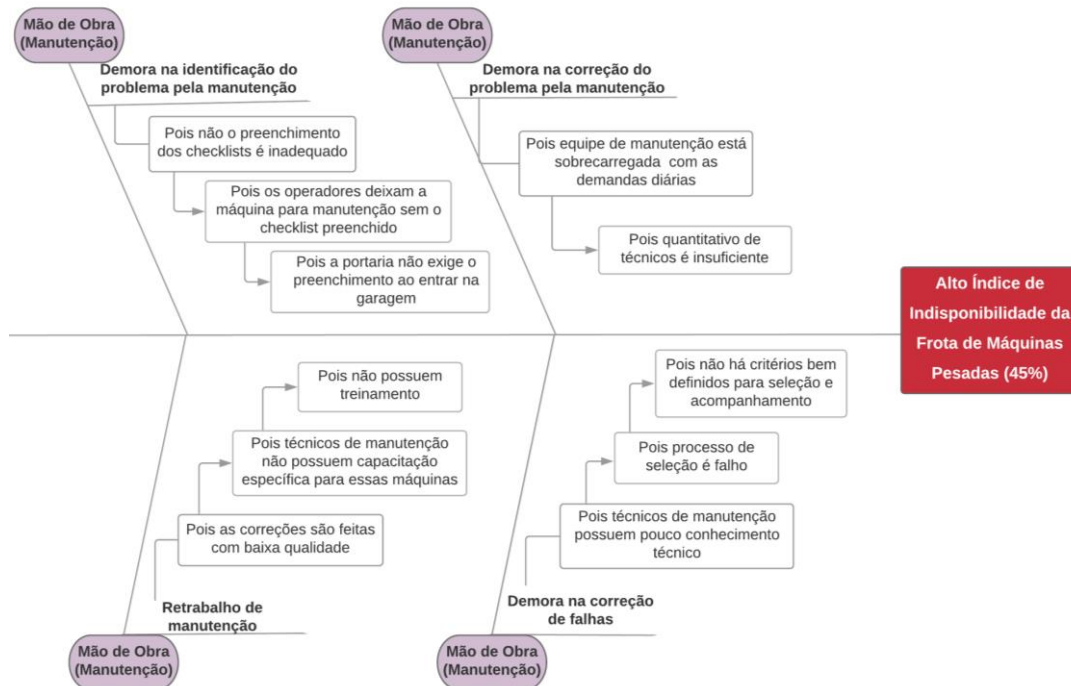 Mão de Obra
(Manutenção)
Demora na identificação do
problema pela manutenção
Pois não o preenchimento
dos checklists é inadequado
Pois os operadores deixam a
máquina para manutenção sem o
checklist preenchido
Pois a portaria não exige o
preenchimento ao entrar na
garagem
Mão de Obra
(Manutenção)
Demora na correção do
problema pela manutenção
Pois equipe de manutenção está
sobrecarregada com as
demandas diárias
Pois quantitativo de
técnicos é insuficiente
Alto Índice de
Indisponibilidade da
Frota de Máquinas
Pesadas (45%)
Pois não possuem
treinamento
Pois técnicos de manutenção
não possuem capacitação
específica para essas máquinas
Pois as correções são feitas
com baixa qualidade
Retrabalho de
manutenção
Mão de Obra
(Manutenção)
Pois não há critérios bem
definidos para seleção e
acompanhamento
Pois processo de
seleção é falho
Pois técnicos de manutenção
possuem pouco conhecimento
técnico
Demora na correção
de falhas
Mão de Obra
(Manutenção)